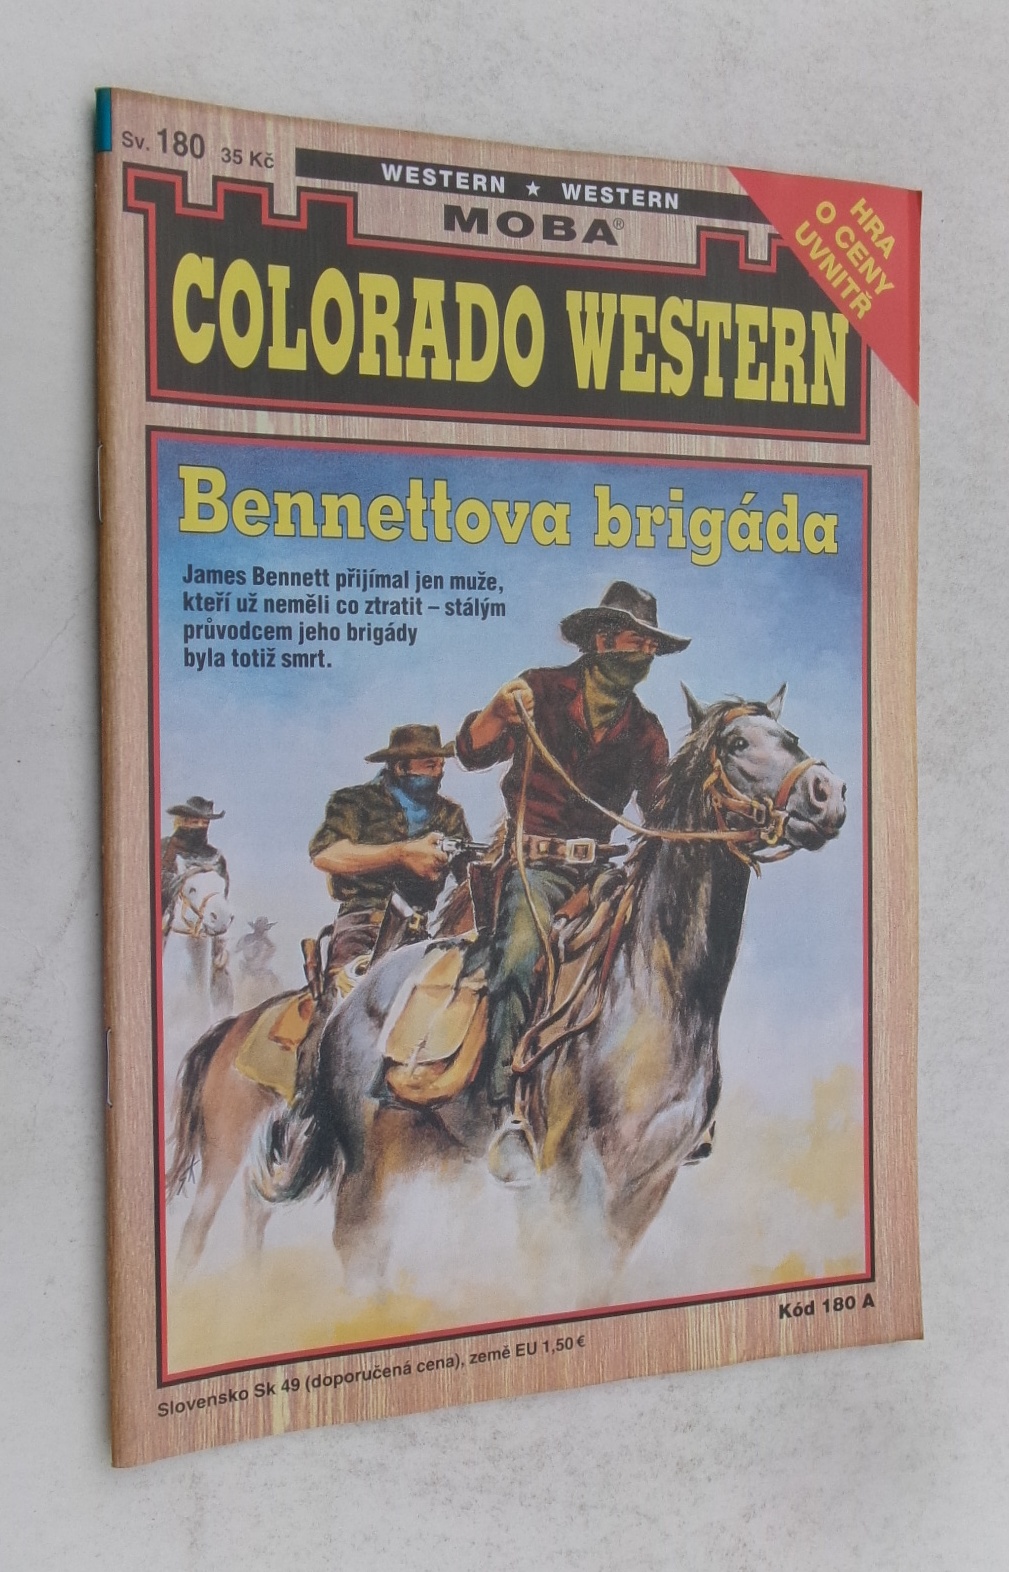 Sv. 180 35 Kč
WESTERN ★ WESTERN
MOBA®
HRA
O CENY
UVNITŘ
COLORADO WESTERN
Bennettova brigáda
James Bennett přijímal jen muže,
kteří už neměli co ztratit – stálým
průvodcem jeho brigády
byla totiž smrt.
Kód 180 A
Slovensko Sk 49 (doporučená cena), země EU 1,50 €